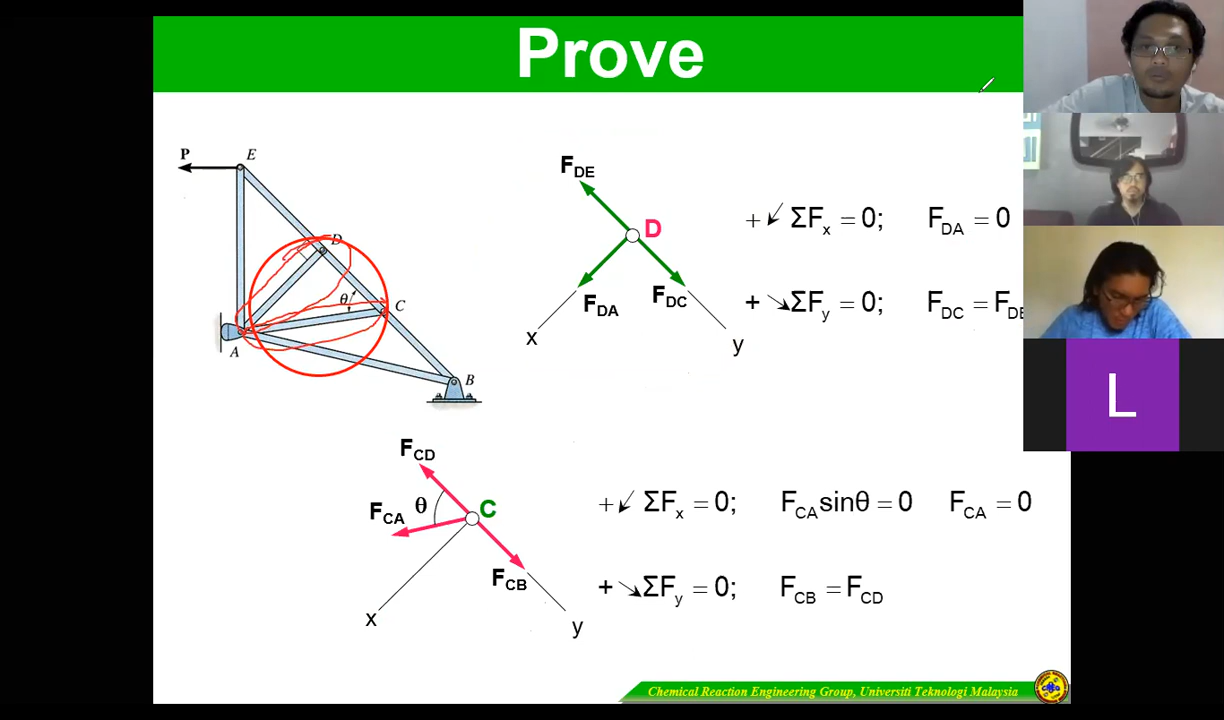 Prove
P
E
D
θ
C
A
B
F_DE
D
F_DA
F_DC
x
y
+ ↙ ΣF_x = 0; F_DA = 0
+ ↘ ΣF_y = 0; F_DC = F_DE
F_CD
F_CA θ C
F_CB
x
y
+ ↙ ΣF_x = 0; F_CA sinθ = 0 F_CA = 0
+ ↘ ΣF_y = 0; F_CB = F_CD
Chemical Reaction Engineering Group, Universiti Teknologi Malaysia
L